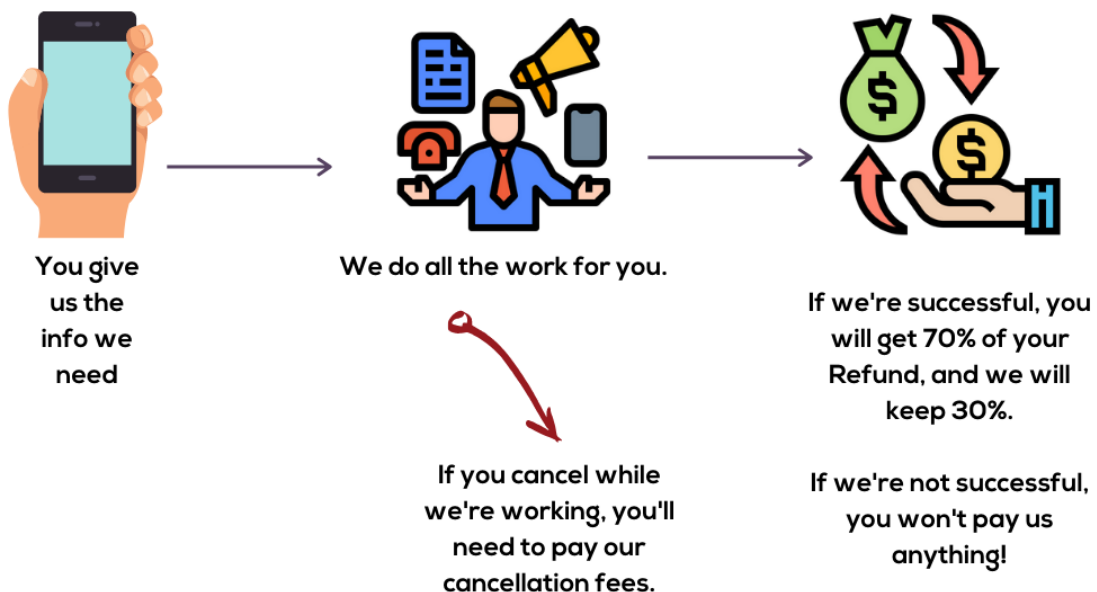 You give
us the
info we
need
We do all the work for you.
If you cancel while
we're working, you'll
need to pay our
cancellation fees.
If we're successful, you
will get 70% of your
Refund, and we will
keep 30%.
If we're not successful,
you won't pay us
anything!